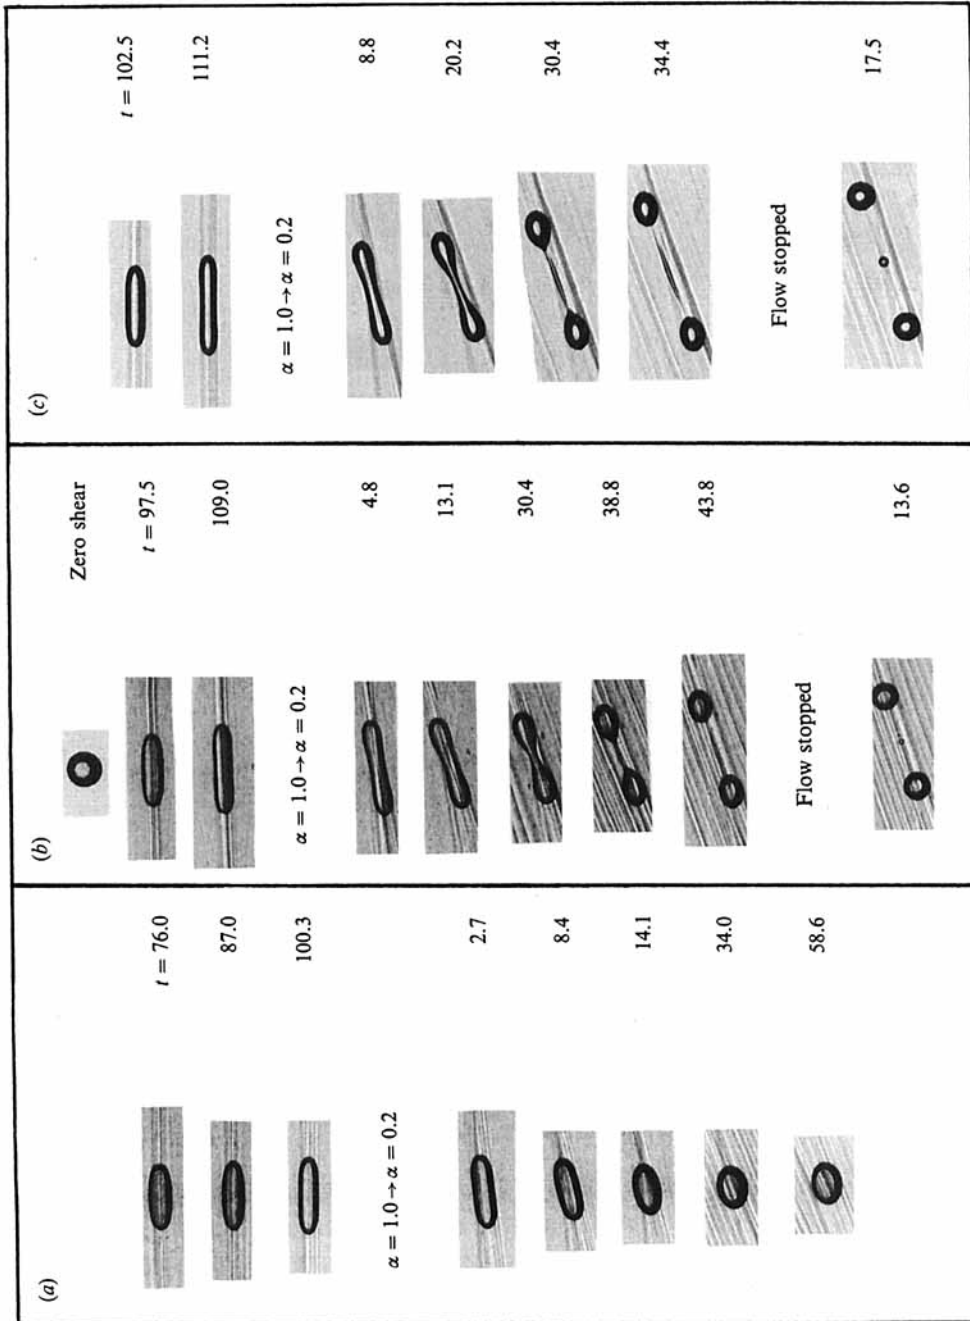 (a)
t = 76.0
87.0
100.3
α = 1.0→α = 0.2
2.7
8.4
14.1
34.0
58.6
(b)
Zero shear
t = 97.5
109.0
α = 1.0→α = 0.2
4.8
13.1
30.4
38.8
43.8
Flow stopped
13.6
(c)
t = 102.5
111.2
α = 1.0→α = 0.2
8.8
20.2
30.4
34.4
Flow stopped
17.5